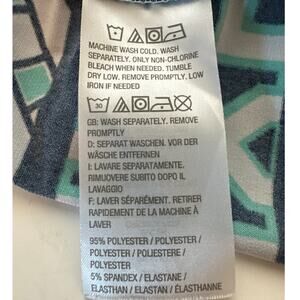 MACHINE WASH COLD. WASH
SEPARATELY. ONLY NON-CHLORINE
BLEACH WHEN NEEDED. TUMBLE
DRY LOW. REMOVE PROMPTLY, LOW
IRON IF NEEDED
30
GB: WASH SEPARATELY. REMOVE
PROMPTLY
D: SEPARAT WASCHEN. VOR DER
WÄSCHE ENTFERNEN
I: LAVARE SEPARATAMENTE.
RIMUOVERE SUBITO DOPO IL
LAVAGGIO
F: LAVER SÉPARÉMENT. RETIRER
RAPIDEMENT DE LA MACHINE À
LAVER
95% POLYESTER / POLYESTER /
POLYESTER / POLIESTERE /
POLYESTER
5% SPANDEX / ELASTANE /
ELASTHAN / ELASTAN / ÉLASTHANNE